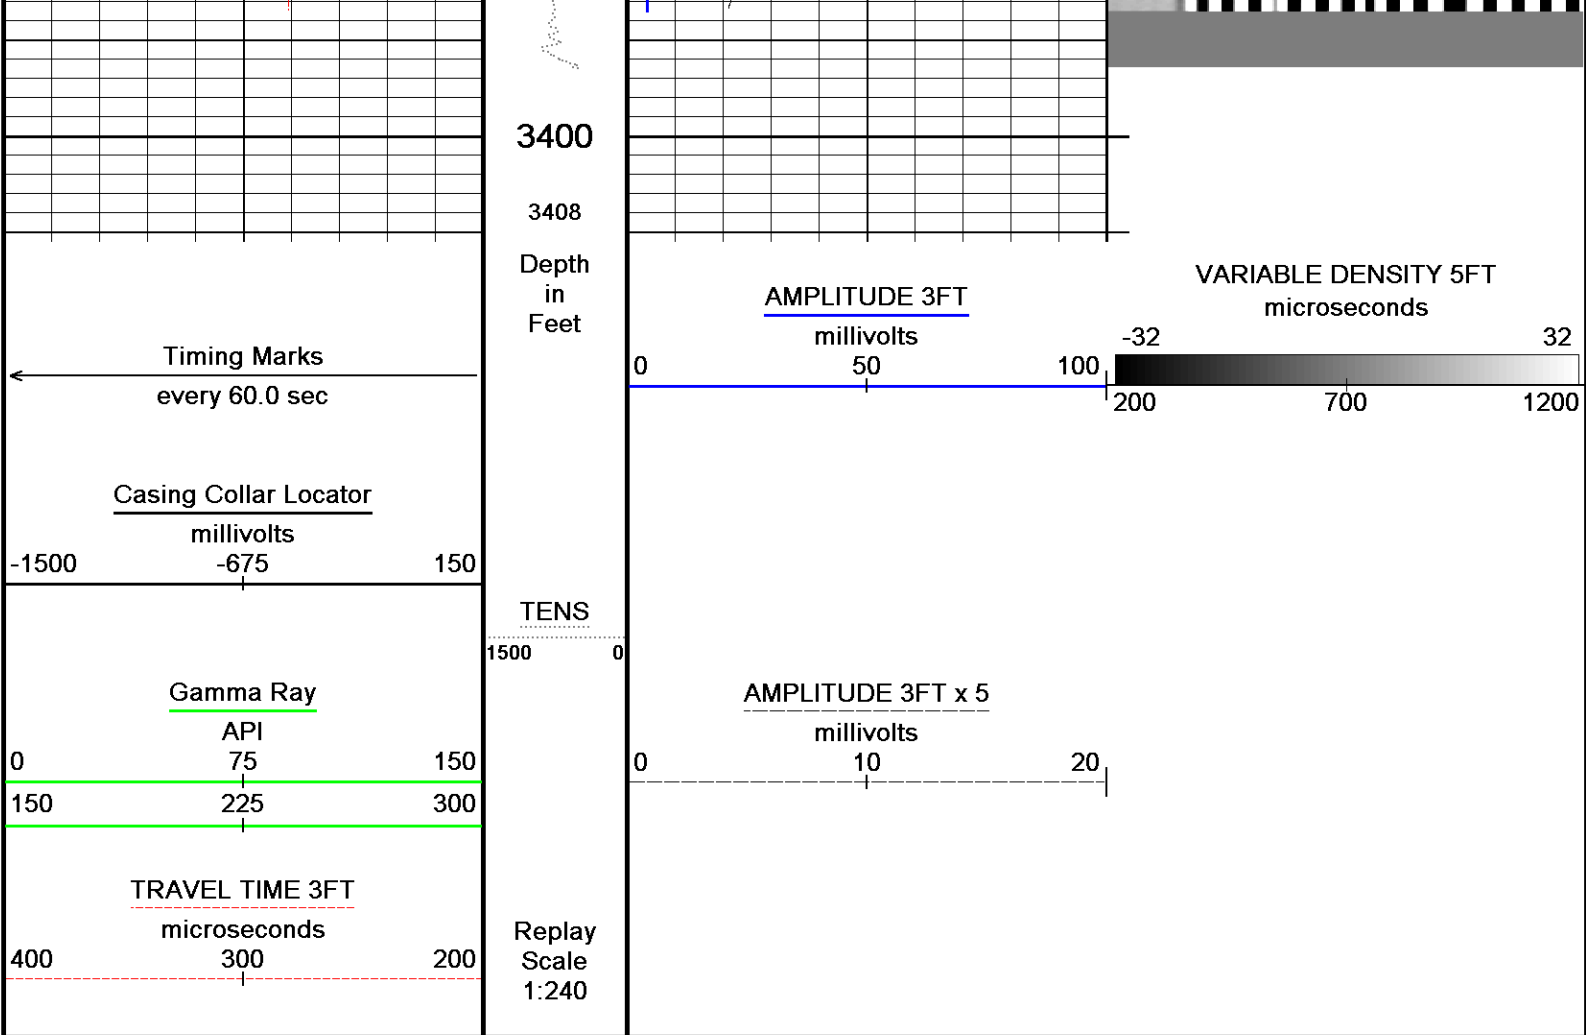 3400
3408
Depth
in
Feet
Timing Marks
every 60.0 sec
Casing Collar Locator
millivolts
-1500 -675 150
Gamma Ray
API
0 75 150
150 225 300
TRAVEL TIME 3FT
microseconds
400 300 200
TENS
1500 0
Replay
Scale
1:240
AMPLITUDE 3FT
millivolts
0 50 100
AMPLITUDE 3FT x 5
millivolts
0 10 20
VARIABLE DENSITY 5FT
microseconds
-32 32
200 700 1200